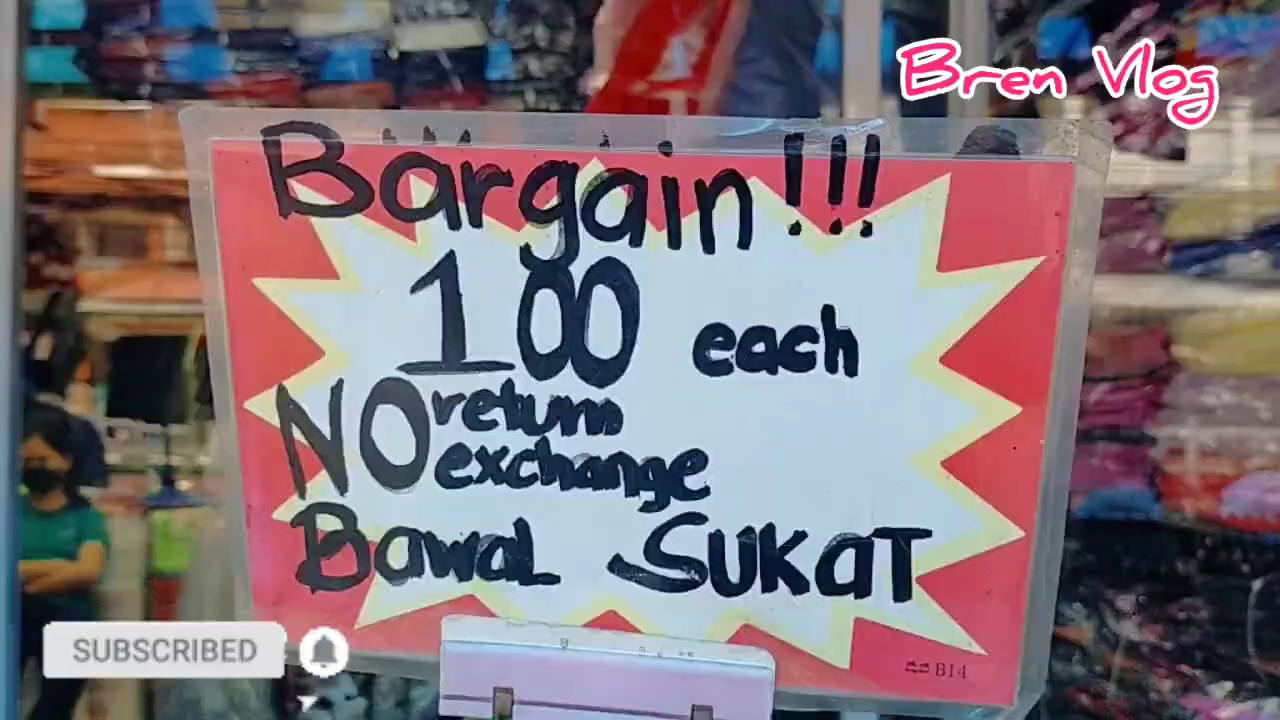 Bren Vlog
Bargain!!!
100 each
NO return
exchange
Bawal SUKaT
B14
SUBSCRIBED